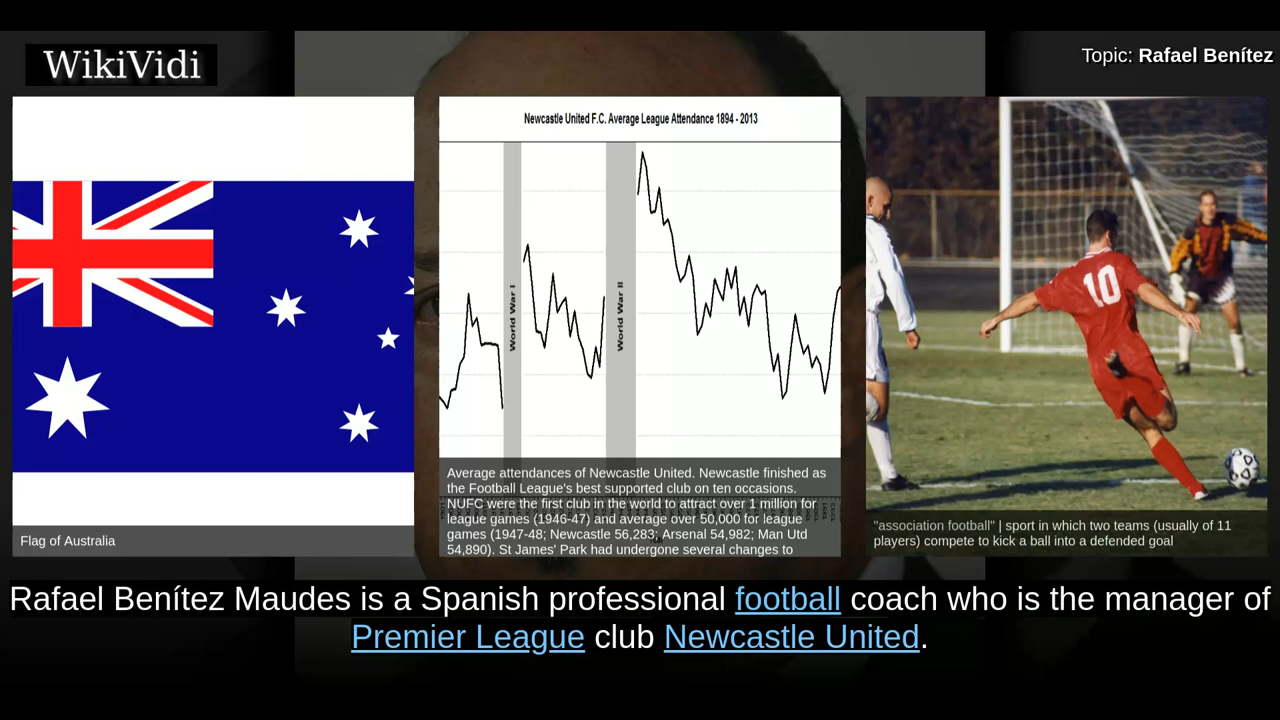 WikiVidi
Topic: Rafael Benítez
Newcastle United F.C. Average League Attendance 1894 - 2013
World War I
World War II
10
Flag of Australia
Average attendances of Newcastle United. Newcastle finished as
the Football League's best supported club on ten occasions.
NUFC were the first club in the world to attract over 1 million for
league games (1946-47) and average over 50,000 for league
games (1947-48; Newcastle 56,283; Arsenal 54,982; Man Utd
54,890). St James' Park had undergone several changes to
"association football" | sport in which two teams (usually of 11
players) compete to kick a ball into a defended goal
Rafael Benítez Maudes is a Spanish professional football coach who is the manager of
Premier League club Newcastle United.